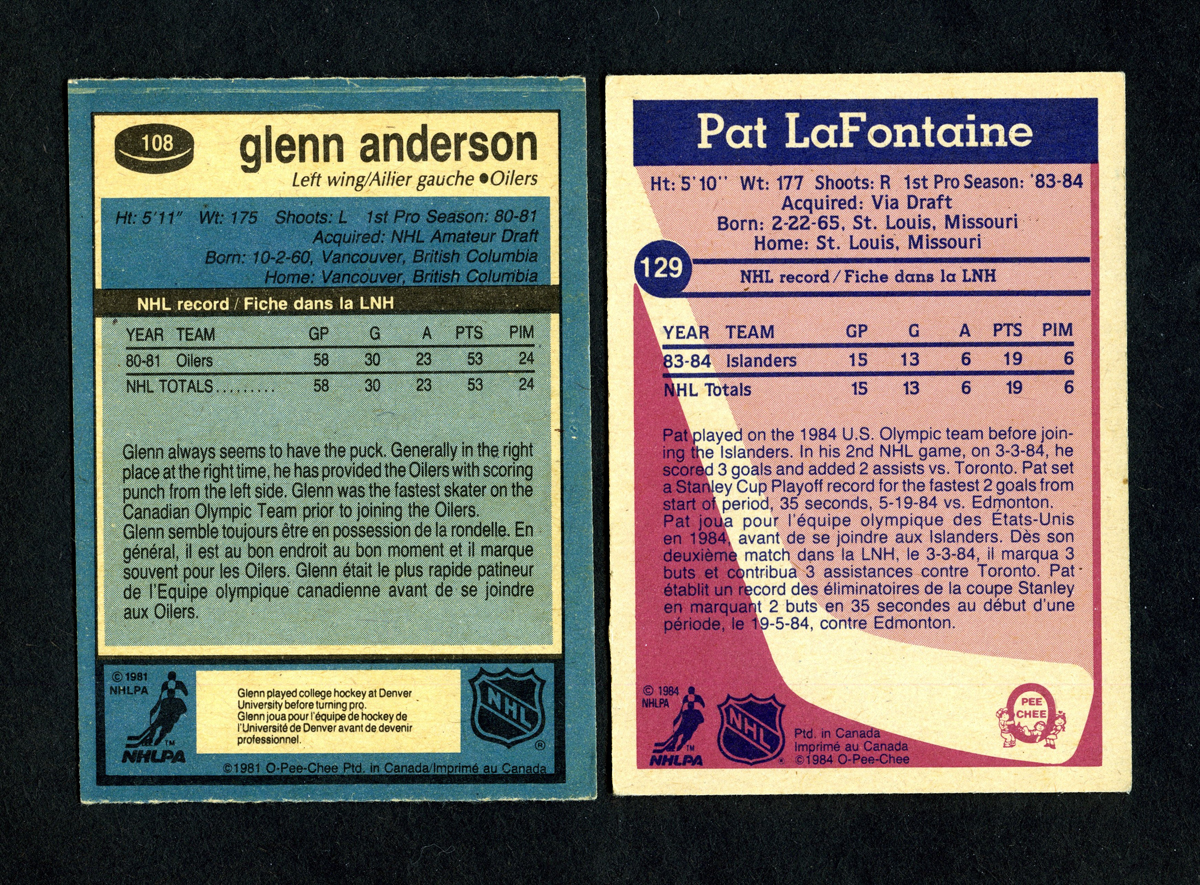 108
glenn anderson
Left wing/Ailier gauche ●Oilers
Ht: 5'11" Wt: 175 Shoots: L 1st Pro Season: 80-81
Acquired: NHL Amateur Draft
Born: 10-2-60, Vancouver, British Columbia
Home: Vancouver, British Columbia
NHL record / Fiche dans la LNH
YEAR TEAM GP G A PTS PIM
80-81 Oilers 58 30 23 53 24
NHL TOTALS......... 58 30 23 53 24
Glenn always seems to have the puck. Generally in the right
place at the right time, he has provided the Oilers with scoring
punch from the left side. Glenn was the fastest skater on the
Canadian Olympic Team prior to joining the Oilers.
Glenn semble toujours être en possession de la rondelle. En
général, il est au bon endroit au bon moment et il marque
souvent pour les Oilers. Glenn était le plus rapide patineur
de l'Equipe olympique canadienne avant de se joindre
aux Oilers.
© 1981
NHLPA
TM
NHLPA
Glenn played college hockey at Denver
University before turning pro.
Glenn joua pour l'équipe de hockey de
l'Université de Denver avant de devenir
professionnel.
NHL
®
©1981 O-Pee-Chee Ptd. in Canada/Imprimé au Canada
Pat LaFontaine
Ht: 5'10'' Wt: 177 Shoots: R 1st Pro Season: '83-84
Acquired: Via Draft
Born: 2-22-65, St. Louis, Missouri
Home: St. Louis, Missouri
129
NHL record / Fiche dans la LNH
YEAR TEAM GP G A PTS PIM
83-84 Islanders 15 13 6 19 6
NHL Totals 15 13 6 19 6
Pat played on the 1984 U.S. Olympic team before join-
ing the Islanders. In his 2nd NHL game, on 3-3-84, he
scored 3 goals and added 2 assists vs. Toronto. Pat set
a Stanley Cup Playoff record for the fastest 2 goals from
start of period, 35 seconds, 5-19-84 vs. Edmonton.
Pat joua pour l'équipe olympique des États-Unis
en 1984, avant de se joindre aux Islanders. Dès son
deuxième match dans la LNH, le 3-3-84, il marqua 3
buts et contribua 3 assistances contre Toronto. Pat
établit un record des éliminatoires de la coupe Stanley
en marquant 2 buts en 35 secondes au début d'une
période, le 19-5-84, contre Edmonton.
© 1984
NHLPA
TM
NHLPA
NHL
Ptd. in Canada
Imprimé au Canada
©1984 O-Pee-Chee
O
PEE
CHEE